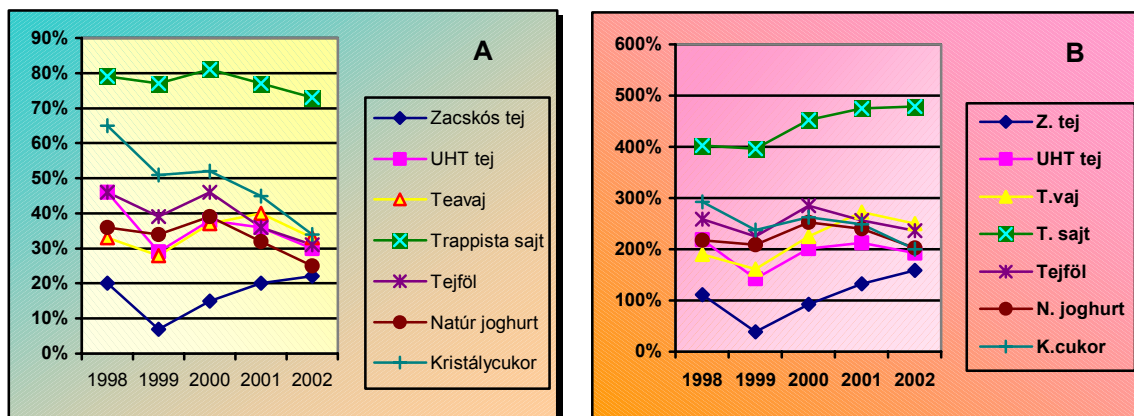 A
90%
80%
70%
60%
50%
40%
30%
20%
10%
0%
1998 1999 2000 2001 2002
Zacskós tej
UHT tej
Teavaj
Trappista sajt
Tejföl
Natúr joghurt
Kristálycukor
B
600%
500%
400%
300%
200%
100%
0%
1998 1999 2000 2001 2002
Z. tej
UHT tej
T.vaj
T. sajt
Tejföl
N. joghurt
K.cukor